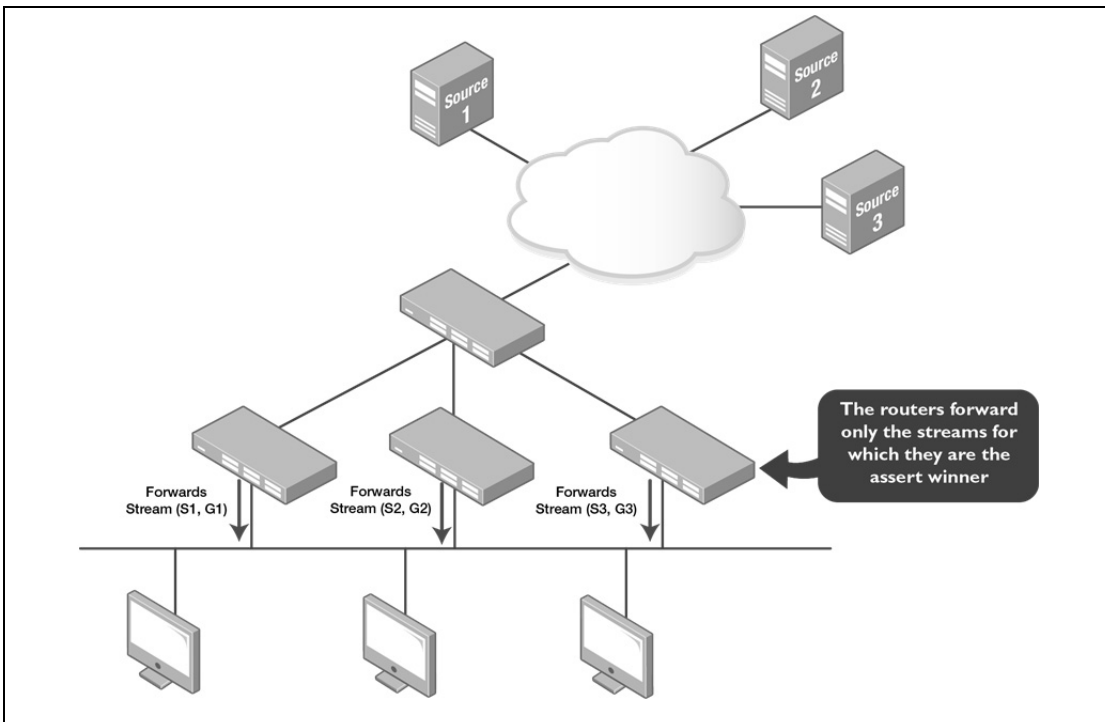 Source
1
Source
2
Source
3
The routers forward
only the streams for
which they are the
assert winner
Forwards
Stream (S1, G1)
Forwards
Stream (S2, G2)
Forwards
Stream (S3, G3)